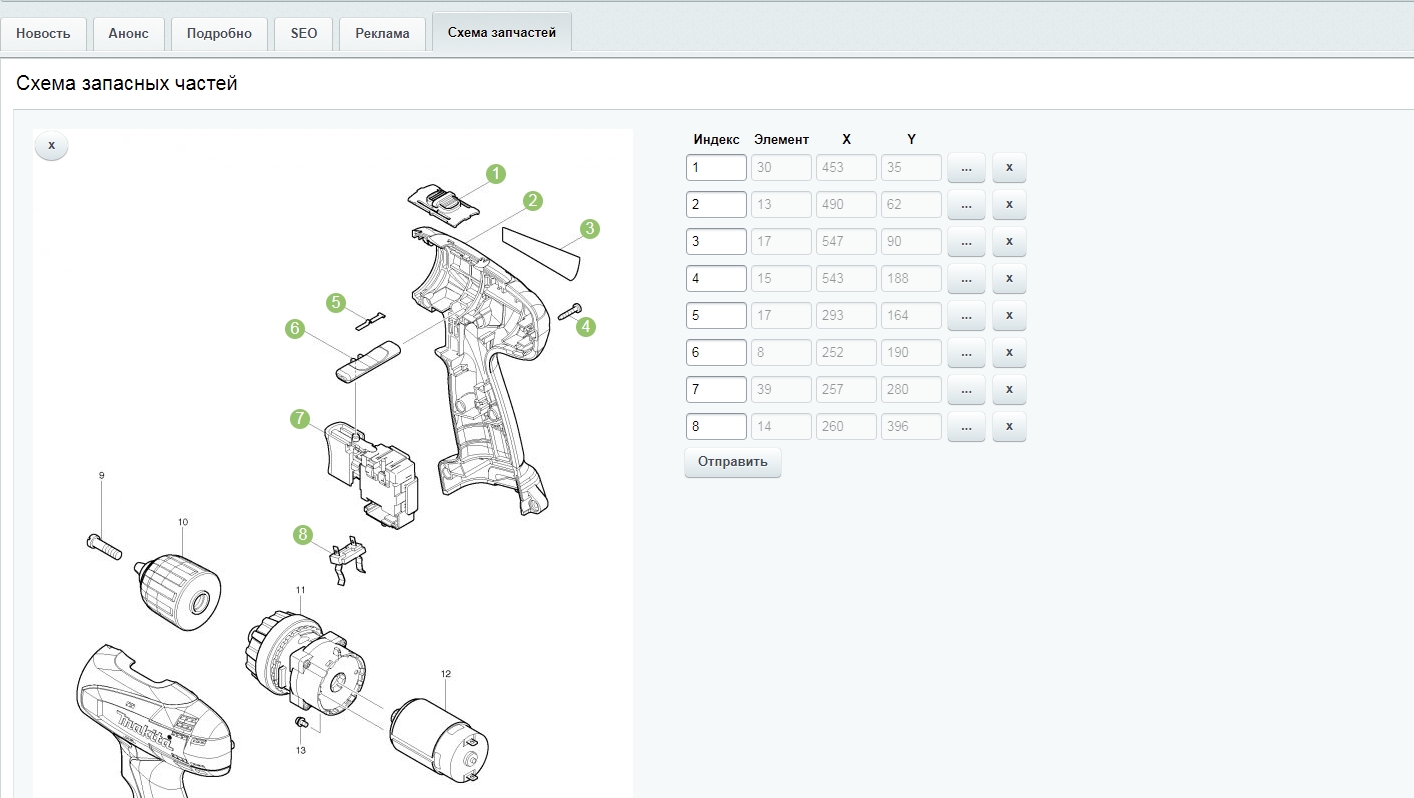 Новость Анонс Подробно SEO Реклама Схема запчастей
Схема запасных частей
x
Индекс Элемент X Y
1 30 453 35 ... x
2 13 490 62 ... x
3 17 547 90 ... x
4 15 543 188 ... x
5 17 293 164 ... x
6 8 252 190 ... x
7 39 257 280 ... x
8 14 260 396 ... x
Отправить
1
2
3
5
6
4
7
9
10
8
11
12
13
Makita